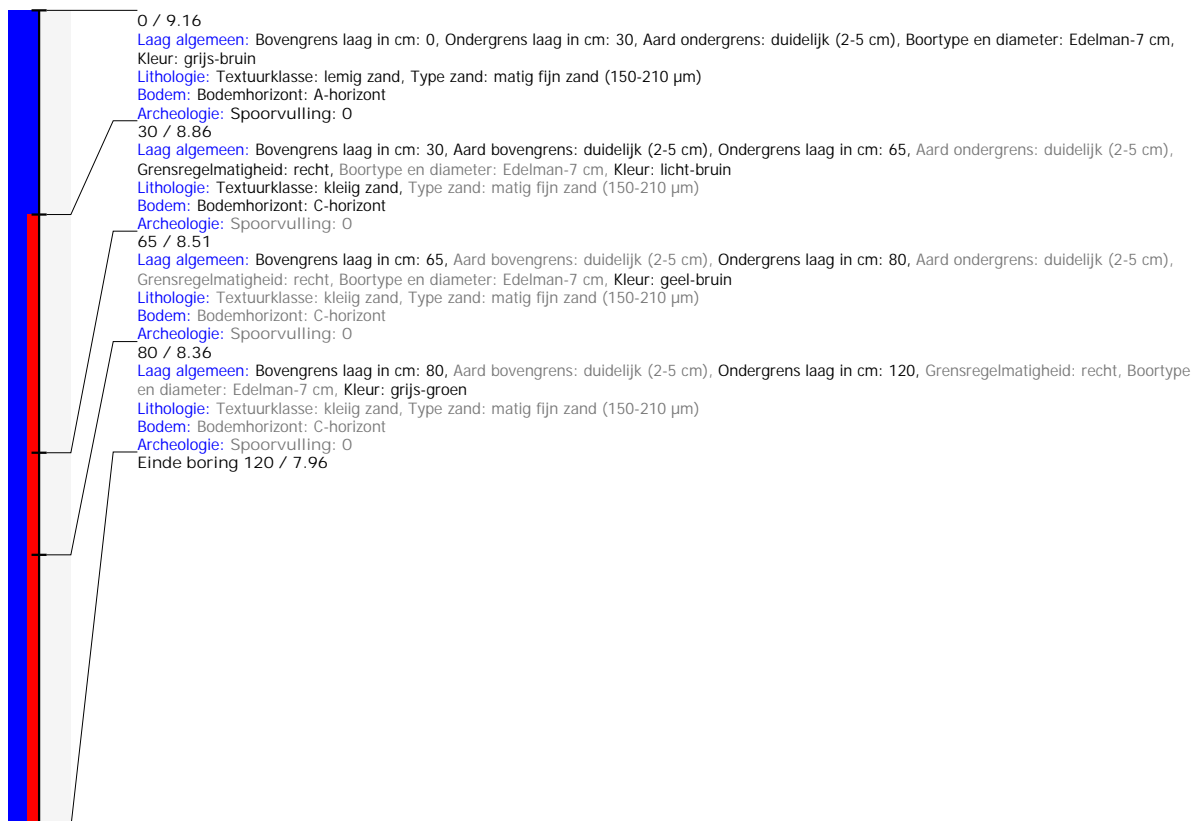 0 / 9.16
Laag algemeen: Bovengrens laag in cm: 0, Ondergrens laag in cm: 30, Aard ondergrens: duidelijk (2-5 cm), Boortype en diameter: Edelman-7 cm,
Kleur: grijs-bruin
Lithologie: Textuurklasse: lemig zand, Type zand: matig fijn zand (150-210 µm)
Bodem: Bodemhorizont: A-horizont
Archeologie: Spoorvulling: 0
30 / 8.86
Laag algemeen: Bovengrens laag in cm: 30, Aard bovengrens: duidelijk (2-5 cm), Ondergrens laag in cm: 65, Aard ondergrens: duidelijk (2-5 cm),
Grensregelmatigheid: recht, Boortype en diameter: Edelman-7 cm, Kleur: licht-bruin
Lithologie: Textuurklasse: kleiig zand, Type zand: matig fijn zand (150-210 µm)
Bodem: Bodemhorizont: C-horizont
Archeologie: Spoorvulling: 0
65 / 8.51
Laag algemeen: Bovengrens laag in cm: 65, Aard bovengrens: duidelijk (2-5 cm), Ondergrens laag in cm: 80, Aard ondergrens: duidelijk (2-5 cm),
Grensregelmatigheid: recht, Boortype en diameter: Edelman-7 cm, Kleur: geel-bruin
Lithologie: Textuurklasse: kleiig zand, Type zand: matig fijn zand (150-210 µm)
Bodem: Bodemhorizont: C-horizont
Archeologie: Spoorvulling: 0
80 / 8.36
Laag algemeen: Bovengrens laag in cm: 80, Aard bovengrens: duidelijk (2-5 cm), Ondergrens laag in cm: 120, Grensregelmatigheid: recht, Boortype
en diameter: Edelman-7 cm, Kleur: grijs-groen
Lithologie: Textuurklasse: kleiig zand, Type zand: matig fijn zand (150-210 µm)
Bodem: Bodemhorizont: C-horizont
Archeologie: Spoorvulling: 0
Einde boring 120 / 7.96